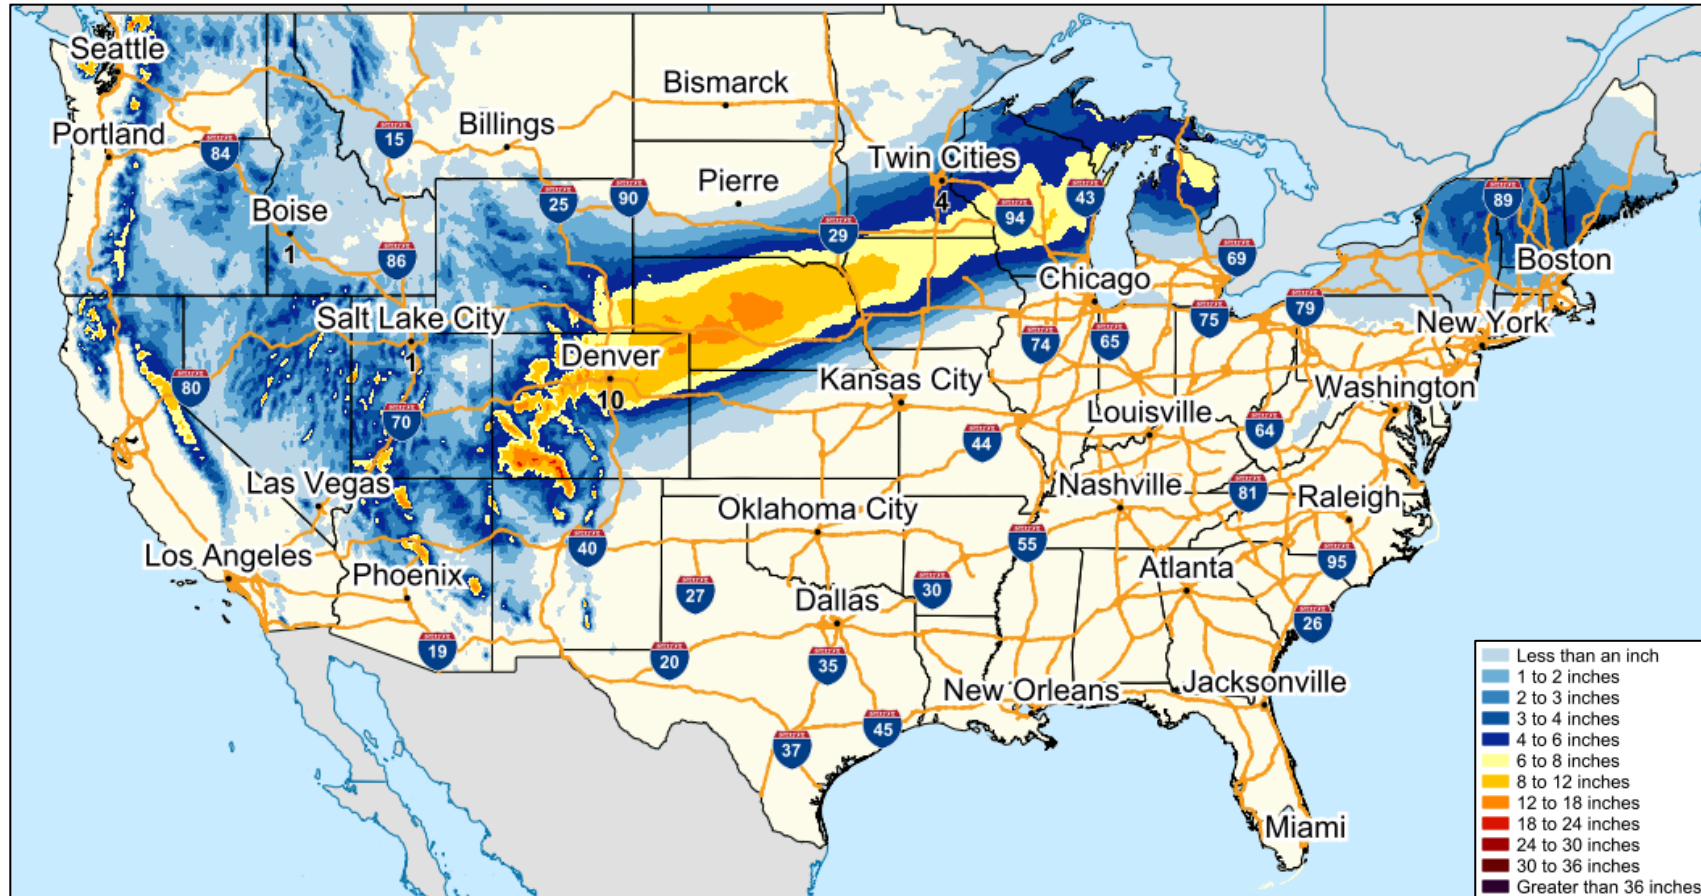 Seattle
Bismarck
Portland
Billings
15
84
Twin Cities
4
Pierre
25
90
43
94
89
Boise
1
29
86
69
Boston
Chicago
Salt Lake City
1
79
75
New York
74
65
Denver
10
80
Kansas City
Washington
70
Louisville
64
44
Las Vegas
Nashville
81
Raleigh
Oklahoma City
40
55
Los Angeles
95
Phoenix
Atlanta
27
30
Dallas
26
19
20
35
New Orleans
Jacksonville
45
37
Miami
Less than an inch
1 to 2 inches
2 to 3 inches
3 to 4 inches
4 to 6 inches
6 to 8 inches
8 to 12 inches
12 to 18 inches
18 to 24 inches
24 to 30 inches
30 to 36 inches
Greater than 36 inches